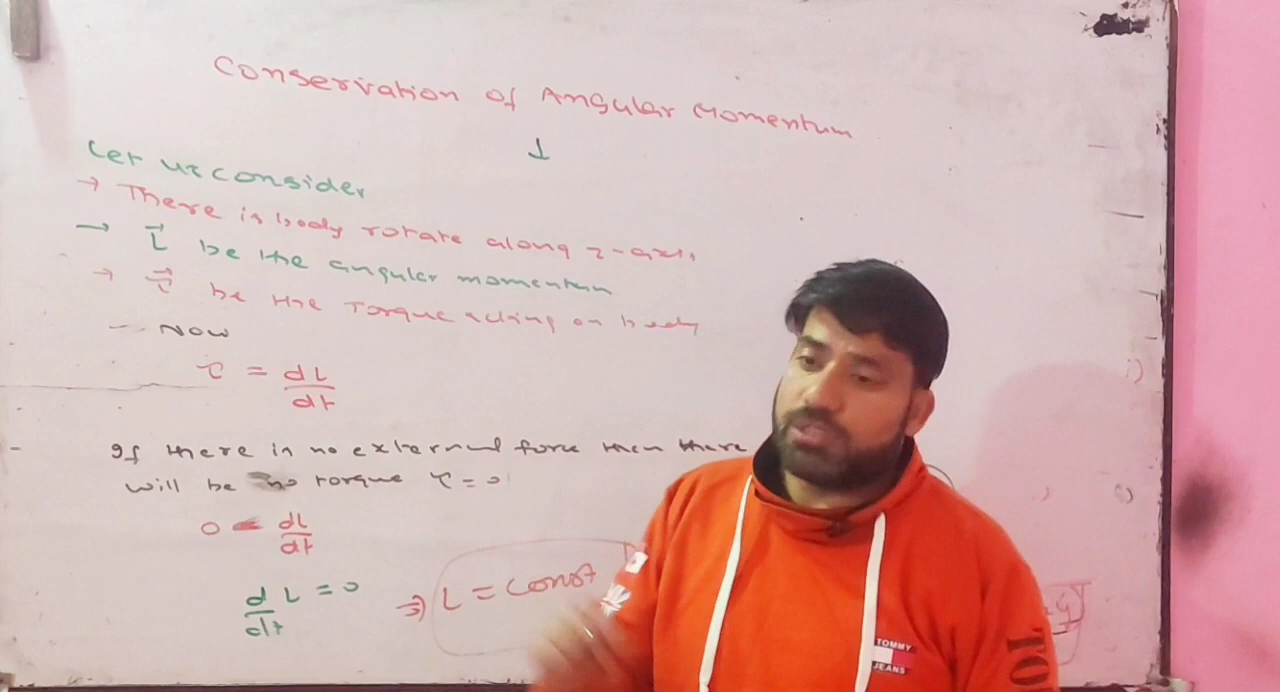 Conservation of Angular Momentum
↓
Let us consider
→ There is body rotate along z-axis
→ L⃗ be the angular momentum
→ τ⃗ be the Torque acting on body
- Now
τ = dL/dt
If there is no external force then there
will be no torque τ = 0
0 = dL/dt
d/dt L = 0 ⇒ L = const
TOMMY
JEANS
TO